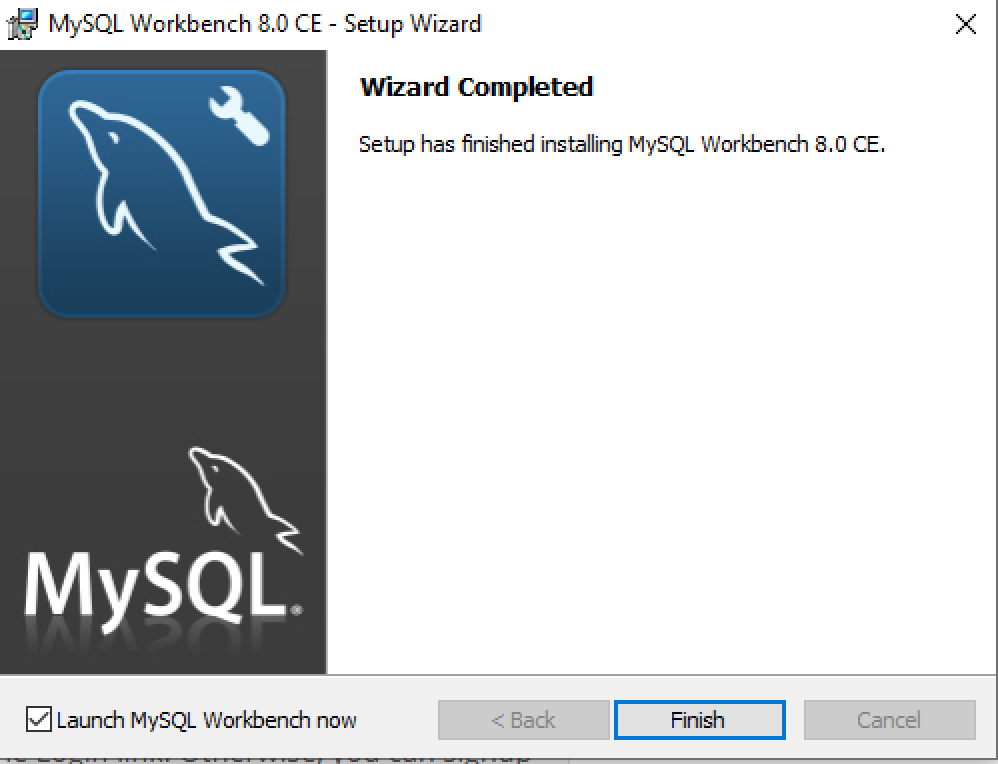 MySQL Workbench 8.0 CE - Setup Wizard
Wizard Completed
Setup has finished installing MySQL Workbench 8.0 CE.
MySQL®
Launch MySQL Workbench now
< Back
Finish
Cancel